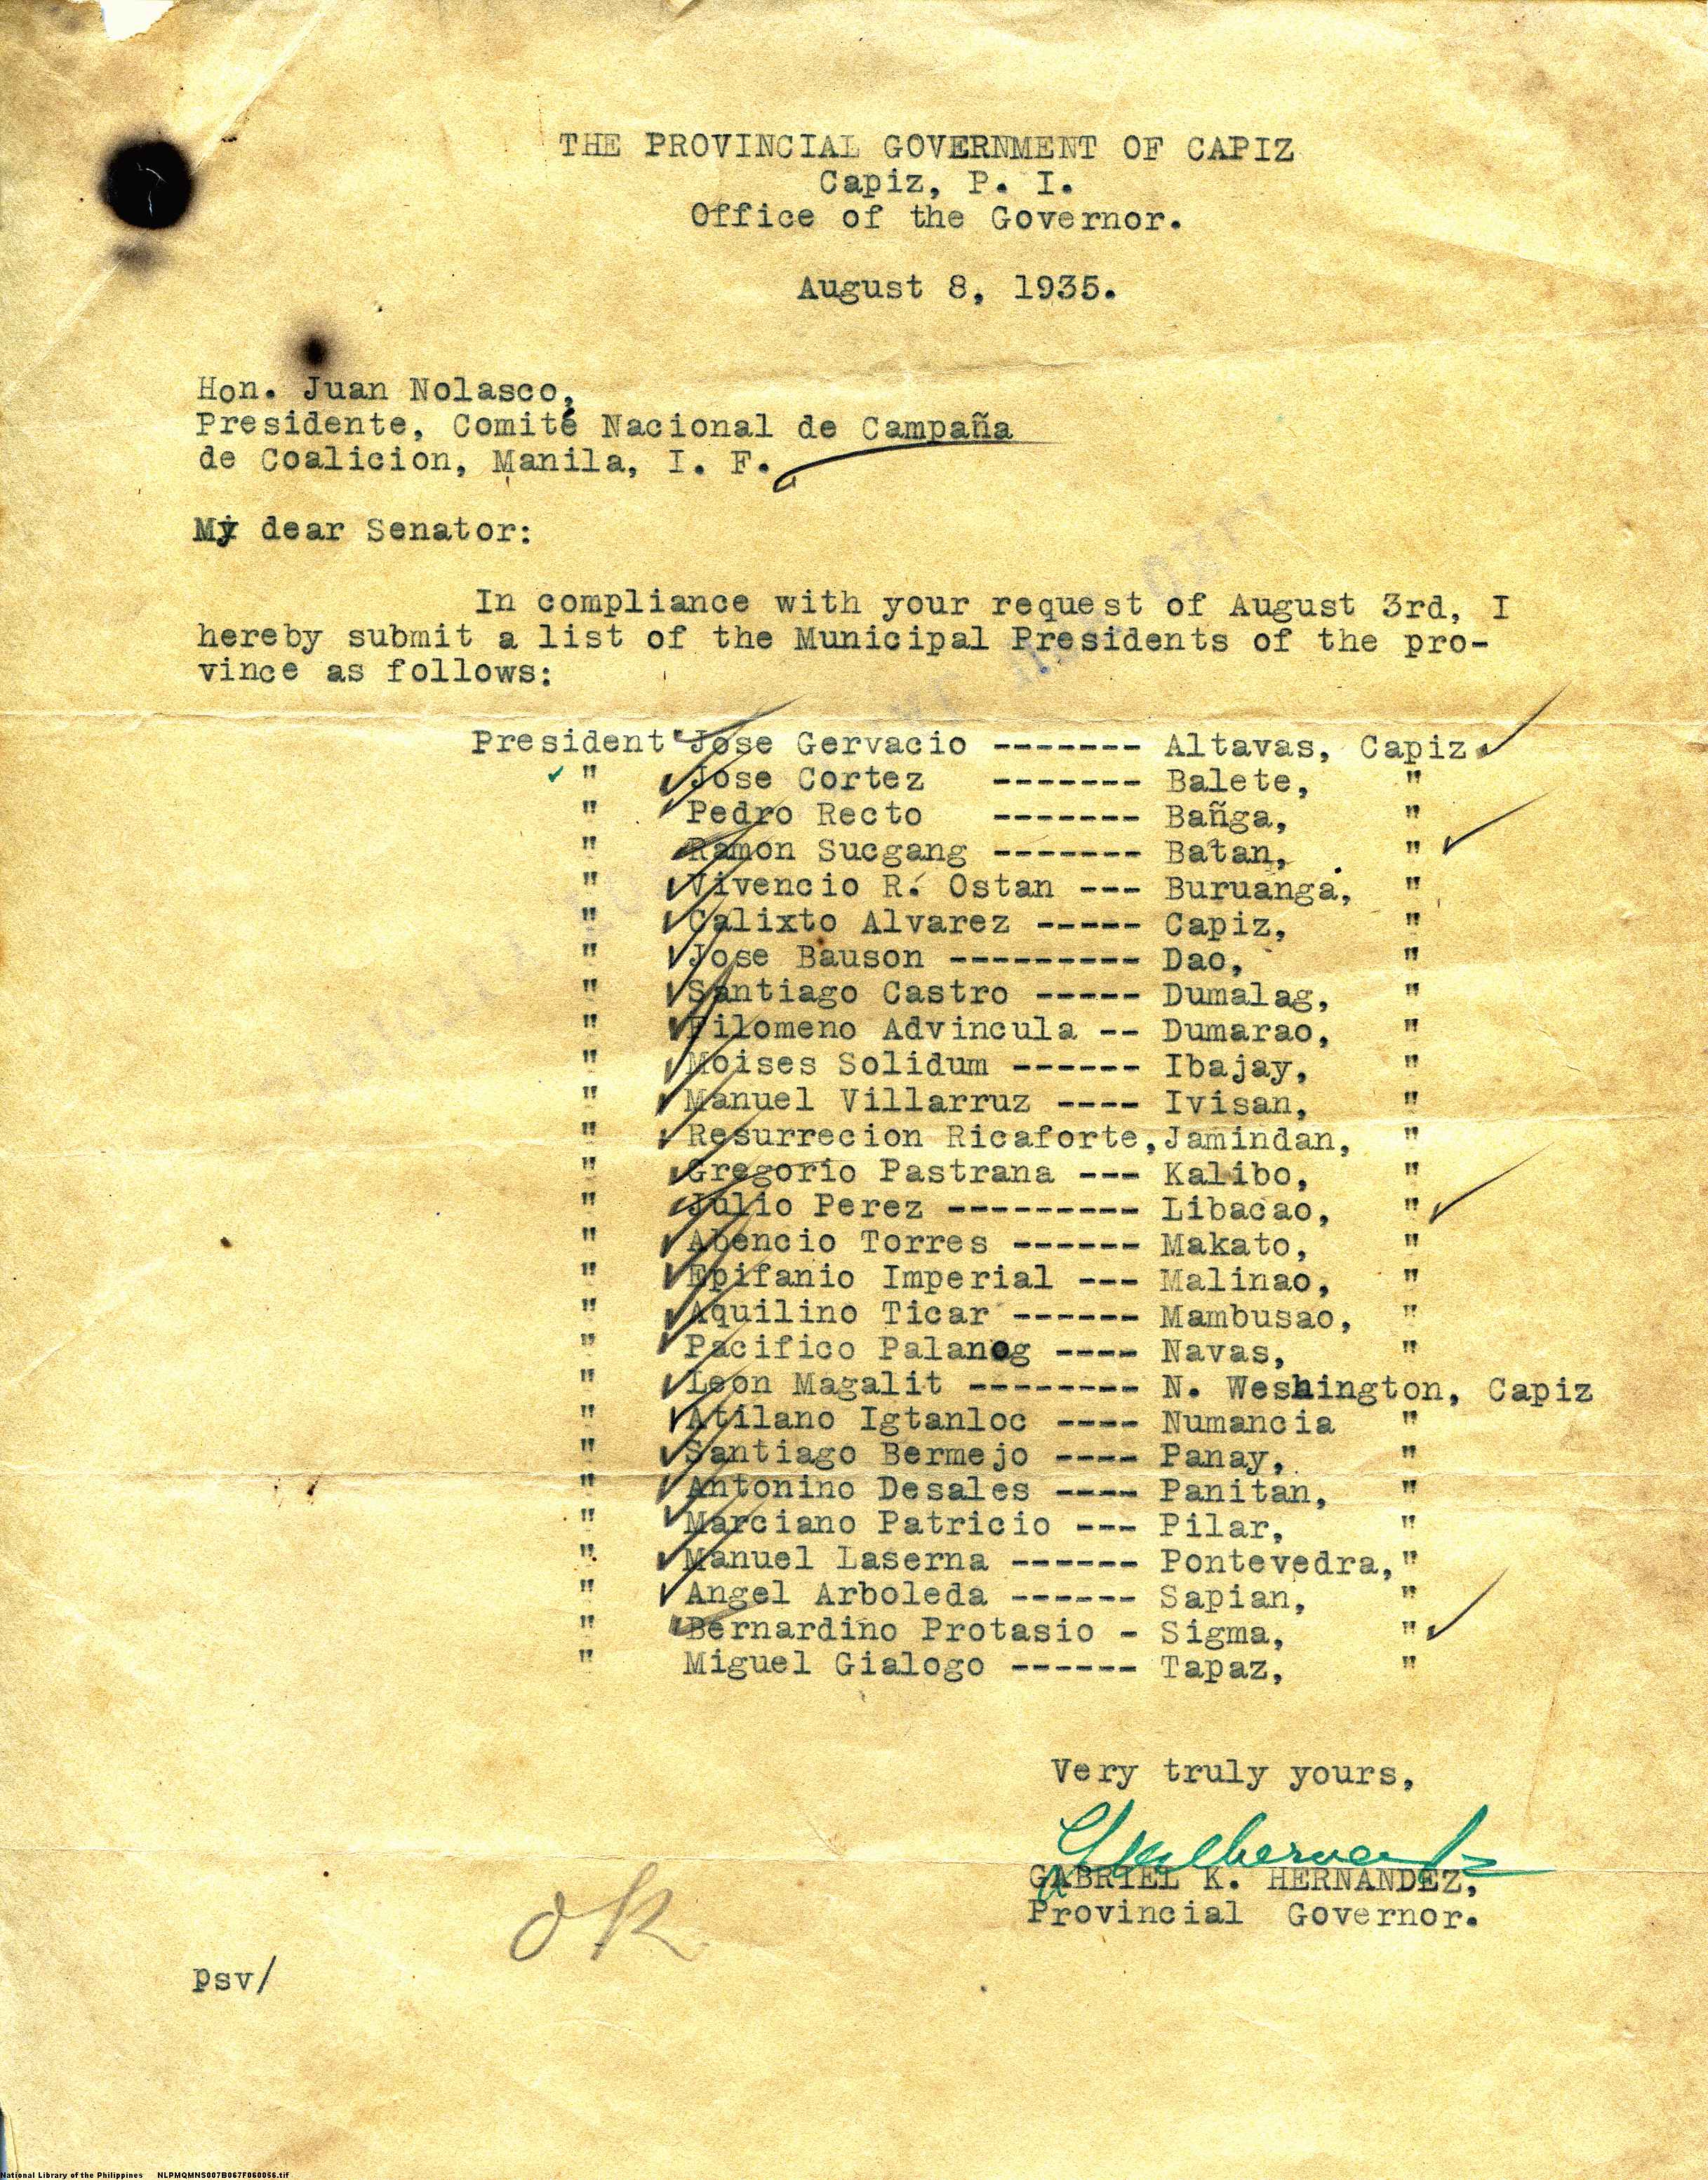 THE PROVINCIAL GOVERNMENT OF CAPIZ
Capiz, P. I.
Office of the Governor.
August 8, 1935.
Hon. Juan Nolasco,
Presidente, Comité Nacional de Campaña
de Coalicion, Manila, I. F.
My dear Senator:
In compliance with your request of August 3rd, I
hereby submit a list of the Municipal Presidents of the pro-
vince as follows:
President Jose Gervacio ------- Altavas, Capiz
" Jose Cortez ------- Balete, "
" Pedro Recto ------- Bañga, "
" Ramon Sucgang ------- Batan, "
" Vivencio R. Ostan --- Buruanga, "
" Calixto Alvarez ----- Capiz, "
" Jose Bauson --------- Dao, "
" Santiago Castro ----- Dumalag, "
" Filomeno Advincula -- Dumarao, "
" Moises Solidum ------ Ibajay, "
" Manuel Villarruz ---- Ivisan, "
" Resurrecion Ricaforte, Jamindan, "
" Gregorio Pastrana --- Kalibo, "
" Julio Perez --------- Libacao, "
" Abencio Torres ------ Makato, "
" Epifanio Imperial --- Malinao, "
" Aquilino Ticar ------ Mambusao, "
" Pacifico Palanog ---- Navas, "
" Leon Magalit -------- N. Weshington, Capiz
" Atilano Igtanloc ---- Numancia "
" Santiago Bermejo ---- Panay, "
" Antonino Desales ---- Panitan, "
" Marciano Patricio --- Pilar, "
" Manuel Laserna ------ Pontevedra, "
" Angel Arboleda ------ Sapian, "
" Bernardino Protasio - Sigma, "
" Miguel Gialogo ------ Tapaz, "
Very truly yours,
GABRIEL K. HERNANDEZ,
Provincial Governor.
OK
psv/
National Library of the Philippines NLPMQMNS007B067F060056.tif